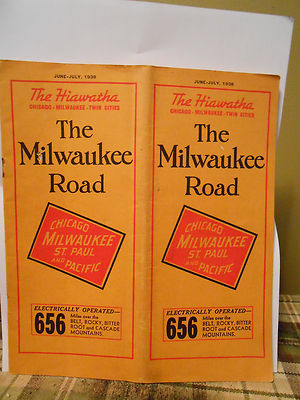 JUNE-JULY, 1938
The Hiawatha
CHICAGO - MILWAUKEE - TWIN CITIES
The
Milwaukee
Road
CHICAGO
MILWAUKEE
ST. PAUL
AND
PACIFIC
ELECTRICALLY OPERATED—
656
Miles over the
BELT, ROCKY, BITTER
ROOT and CASCADE
MOUNTAINS.
JUNE-JULY, 1938
The Hiawatha
CHICAGO - MILWAUKEE - TWIN CITIES
The
Milwaukee
Road
CHICAGO
MILWAUKEE
ST. PAUL
AND
PACIFIC
ELECTRICALLY OPERATED—
656
Miles over the
BELT, ROCKY, BITTER
ROOT and CASCADE
MOUNTAINS.